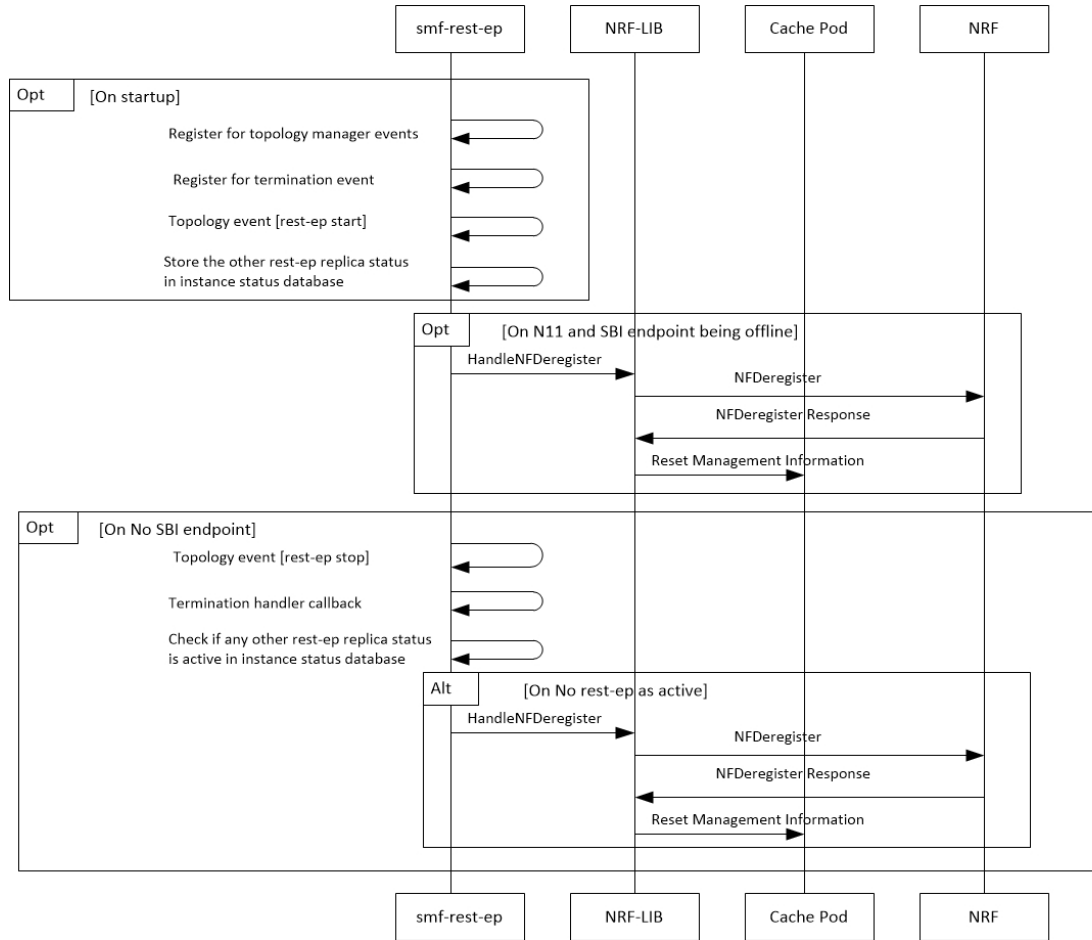 smf-rest-ep
NRF-LIB
Cache Pod
NRF
Opt
[On startup]
Register for topology manager events
Register for termination event
Topology event [rest-ep start]
Store the other rest-ep replica status
in instance status database
Opt
[On N11 and SBI endpoint being offline]
HandleNFDeregister
NFDeregister
NFDeregister Response
Reset Management Information
Opt
[On No SBI endpoint]
Topology event [rest-ep stop]
Termination handler callback
Check if any other rest-ep replica status
is active in instance status database
Alt
[On No rest-ep as active]
HandleNFDeregister
NFDeregister
NFDeregister Response
Reset Management Information
smf-rest-ep
NRF-LIB
Cache Pod
NRF